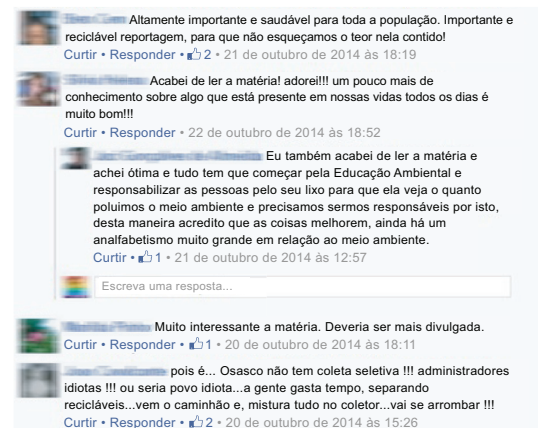 Altamente importante e saudável para toda a população. Importante e
reciclável reportagem, para que não esqueçamos o teor nela contido!
Curtir • Responder • 2 • 21 de outubro de 2014 às 18:19
Acabei de ler a matéria! adorei!!! um pouco mais de
conhecimento sobre algo que está presente em nossas vidas todos os dias é
muito bom!!!
Curtir • Responder • 22 de outubro de 2014 às 18:52
Eu também acabei de ler a matéria e
achei ótima e tudo tem que começar pela Educação Ambiental e
responsabilizar as pessoas pelo seu lixo para que ela veja o quanto
poluimos o meio ambiente e precisamos sermos responsáveis por isto,
desta maneira acredito que as coisas melhorem, ainda há um
analfabetismo muito grande em relação ao meio ambiente.
Curtir • 1 • 21 de outubro de 2014 às 12:57
Escreva uma resposta...
Muito interessante a matéria. Deveria ser mais divulgada.
Curtir • Responder • 1 • 20 de outubro de 2014 às 18:11
pois é... Osasco não tem coleta seletiva !!! administradores
idiotas !!! ou seria povo idiota...a gente gasta tempo, separando
recicláveis...vem o caminhão e, mistura tudo no coletor...vai se arrombar !!!
Curtir • Responder • 2 • 20 de outubro de 2014 às 15:26